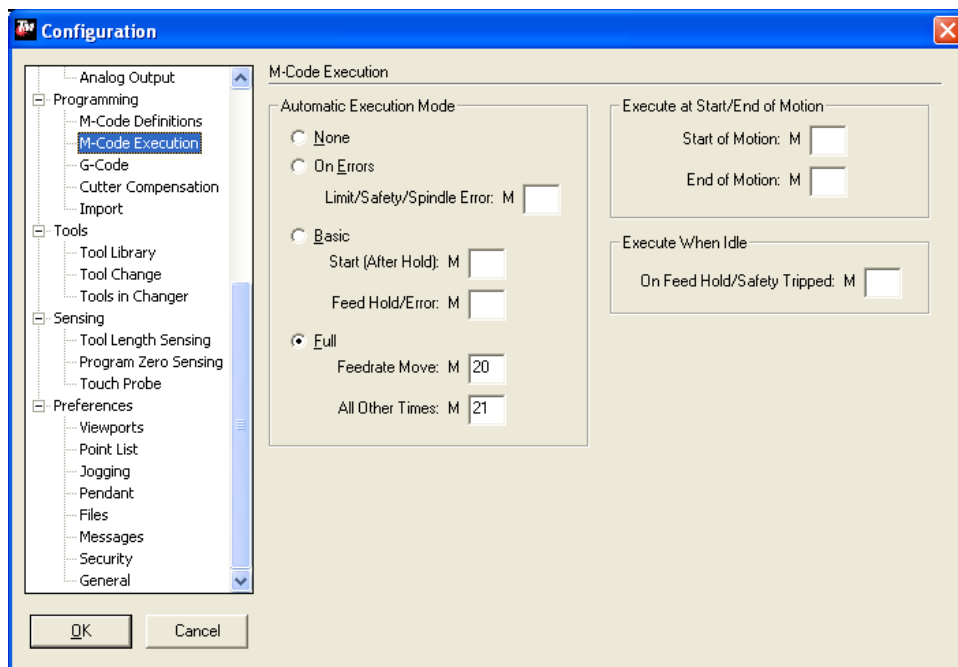 Configuration
Analog Output
Programming
M-Code Definitions
M-Code Execution
G-Code
Cutter Compensation
Import
Tools
Tool Library
Tool Change
Tools in Changer
Sensing
Tool Length Sensing
Program Zero Sensing
Touch Probe
Preferences
Viewports
Point List
Jogging
Pendant
Files
Messages
Security
General
OK Cancel
M-Code Execution
Automatic Execution Mode
None
On Errors
Limit/Safety/Spindle Error: M
Basic
Start (After Hold): M
Feed Hold/Error: M
Full
Feedrate Move: M 20
All Other Times: M 21
Execute at Start/End of Motion
Start of Motion: M
End of Motion: M
Execute When Idle
On Feed Hold/Safety Tripped: M